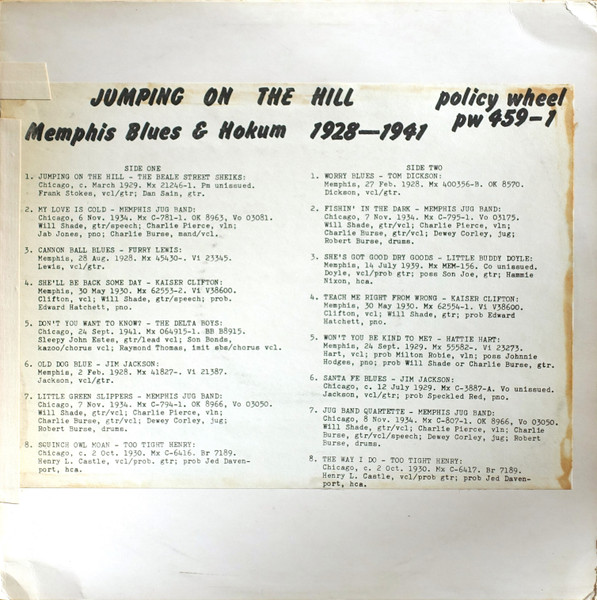 JUMPING ON THE HILL
policy wheel
pw 459-1
Memphis Blues & Hokum 1928—1941
SIDE ONE
1. JUMPING ON THE HILL - THE BEALE STREET SHEIKS:
Chicago, c. March 1929. Mx 21246-1. Pm unissued.
Frank Stokes, vcl/gtr; Dan Sain, gtr.
2. MY LOVE IS COLD - MEMPHIS JUG BAND:
Chicago, 6 Nov. 1934. Mx C-781-1. OK 8963, Vo 03081.
Will Shade, gtr/speech; Charlie Pierce, vln;
Jab Jones, pno; Charlie Burse, mand/vcl.
3. CANNON BALL BLUES - FURRY LEWIS:
Memphis, 28 Aug. 1928. Mx 45430-. Vi 23345.
Lewis, vcl/gtr.
4. SHE'LL BE BACK SOME DAY - KAISER CLIFTON:
Memphis, 30 May 1930. Mx 62553-2. Vi V38600.
Clifton, vcl; Will Shade, gtr/speech; prob.
Edward Hatchett, pno.
5. DON'T YOU WANT TO KNOW? - THE DELTA BOYS:
Chicago, 24 Sept. 1941. Mx 064915-1. BB B8915.
Sleepy John Estes, gtr/lead vcl; Son Bonds,
kazoo/chorus vcl; Raymond Thomas, imit sbs/chorus vcl.
6. OLD DOG BLUE - JIM JACKSON:
Memphis, 2 Feb. 1928. Mx 41827-. Vi 21387.
Jackson, vcl/gtr.
7. LITTLE GREEN SLIPPERS - MEMPHIS JUG BAND:
Chicago, 7 Nov. 1934. Mx C-794-1. OK 8966, Vo 03050.
Will Shade, gtr/vcl; Charlie Pierce, vln;
Charlie Burse, gtr/vcl; Dewey Corley, jug;
Robert Burse, drums.
8. SQUINCH OWL MOAN - TOO TIGHT HENRY:
Chicago, c. 2 Oct. 1930. Mx C-6416. Br 7189.
Henry L. Castle, vcl/prob. gtr; prob Jed Daven-
port, hca.
SIDE TWO
1. WORRY BLUES - TOM DICKSON:
Memphis, 27 Feb. 1928. Mx 400356-B. OK 8570.
Dickson, vcl/gtr.
2. FISHIN' IN THE DARK - MEMPHIS JUG BAND:
Chicago, 7 Nov. 1934. Mx C-795-1. Vo 03175.
Will Shade, gtr/vcl; Charlie Pierce, vln;
Charlie Burse, gtr/vcl; Dewey Corley, jug;
Robert Burse, drums.
3. SHE'S GOT GOOD DRY GOODS - LITTLE BUDDY DOYLE:
Memphis, 14 July 1939. Mx MEM-156. Co unissued.
Doyle, vcl/prob gtr; poss Son Joe, gtr; Hammie
Nixon, hca.
4. TEACH ME RIGHT FROM WRONG - KAISER CLIFTON:
Memphis, 30 May 1930. Mx 62554-1. Vi V38600.
Clifton, vcl; Will Shade, gtr; prob Edward
Hatchett, pno.
5. WON'T YOU BE KIND TO ME? - HATTIE HART:
Memphis, 24 Sept. 1929. Mx 55582-. Vi 23273.
Hart, vcl; prob Milton Robie, vln; poss Johnnie
Hodges, pno; prob Will Shade or Charlie Burse, gtr.
6. SANTA FE BLUES - JIM JACKSON:
Chicago, c. 12 July 1929. Mx C-3887-A. Vo unissued.
Jackson, vcl/gtr; prob Speckled Red, pno.
7. JUG BAND QUARTETTE - MEMPHIS JUG BAND:
Chicago, 8 Nov. 1934. Mx C-807-1. OK 8966, Vo 03050.
Will Shade, gtr/vcl; Charlie Pierce, vln; Charlie
Burse, gtr/vcl/speech; Dewey Corley, jug; Robert
Burse, drums.
8. THE WAY I DO - TOO TIGHT HENRY:
Chicago, c. 2 Oct. 1930. Mx C-6417. Br 7189.
Henry L. Castle, vcl/prob gtr; prob Jed Daven-
port, hca.